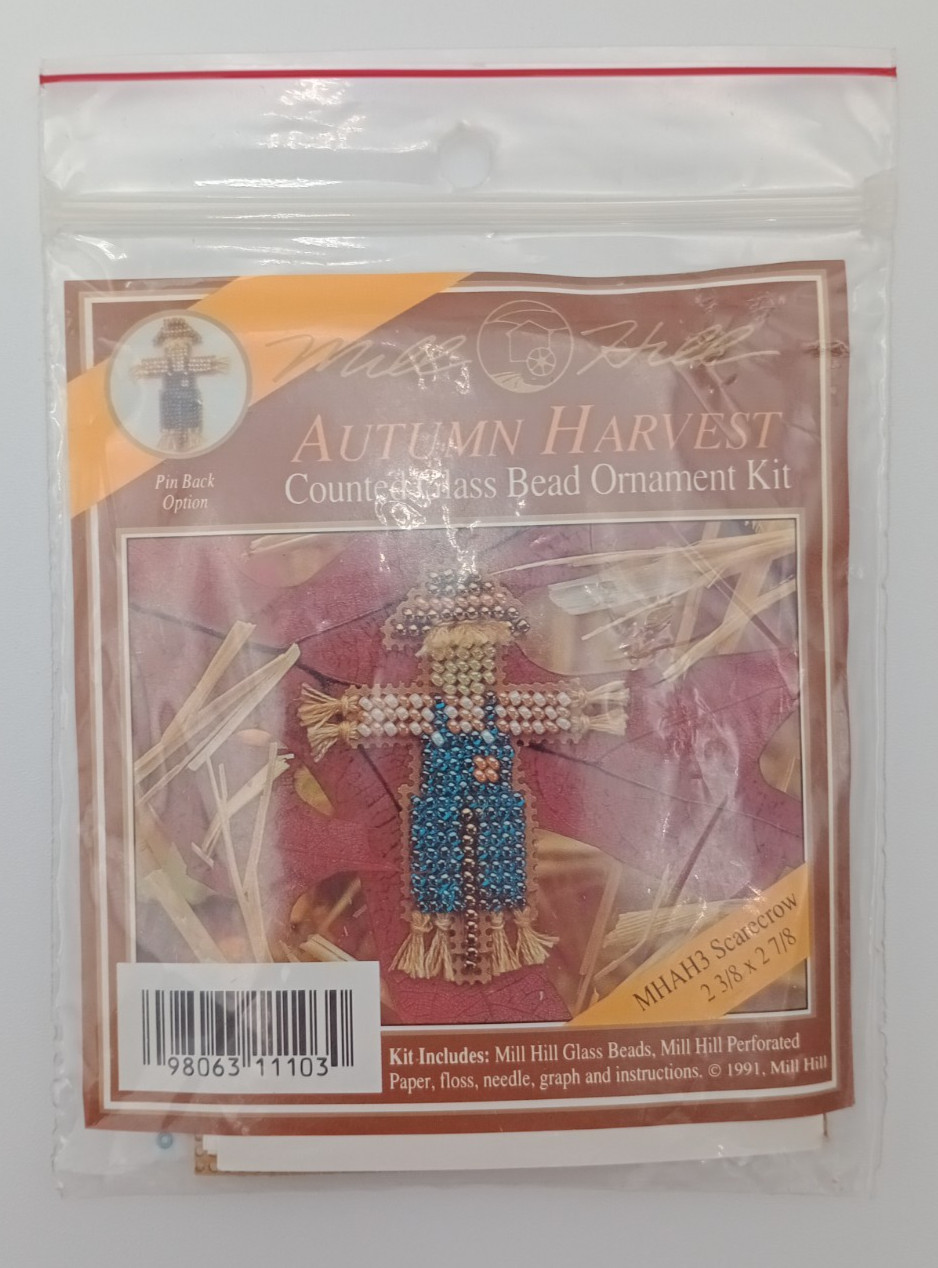 Mill Hill
AUTUMN HARVEST
Counted Glass Bead Ornament Kit
Pin Back
Option
MHAH3 Scarecrow
2 3/8 x 2 7/8
98063 11103
Kit Includes: Mill Hill Glass Beads, Mill Hill Perforated
Paper, floss, needle, graph and instructions. © 1991, Mill Hill